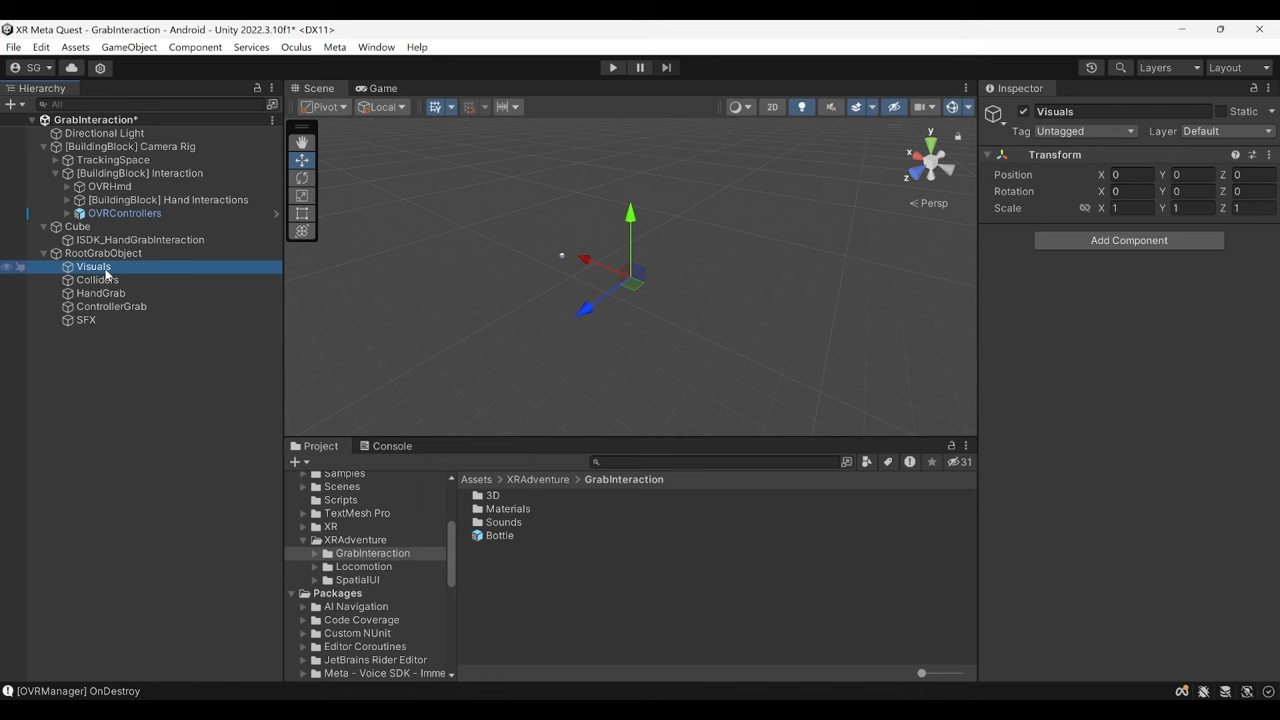 XR Meta Quest - GrabInteraction - Android - Unity 2022.3.10f1* <DX11>
File Edit Assets GameObject Component Services Oculus Meta Window Help
SG Layers Layout
Hierarchy
All
GrabInteraction*
Directional Light
[BuildingBlock] Camera Rig
TrackingSpace
[BuildingBlock] Interaction
OVRHmd
[BuildingBlock] Hand Interactions
OVRControllers
Cube
ISDK_HandGrabInteraction
RootGrabObject
Visuals
Colliders
HandGrab
ControllerGrab
SFX
Scene Game
Pivot Local 2D
y
x
z
Persp
Project Console
31
Samples
Scenes
Scripts
TextMesh Pro
XR
XRAdventure
GrabInteraction
Locomotion
SpatialUI
Packages
AI Navigation
Code Coverage
Custom NUnit
Editor Coroutines
JetBrains Rider Editor
Meta - Voice SDK - Imme
Assets > XRAdventure > GrabInteraction
3D
Materials
Sounds
Bottle
Inspector
Visuals Static
Tag Untagged Layer Default
Transform
Position X 0 Y 0 Z 0
Rotation X 0 Y 0 Z 0
Scale X 1 Y 1 Z 1
Add Component
[OVRManager] OnDestroy